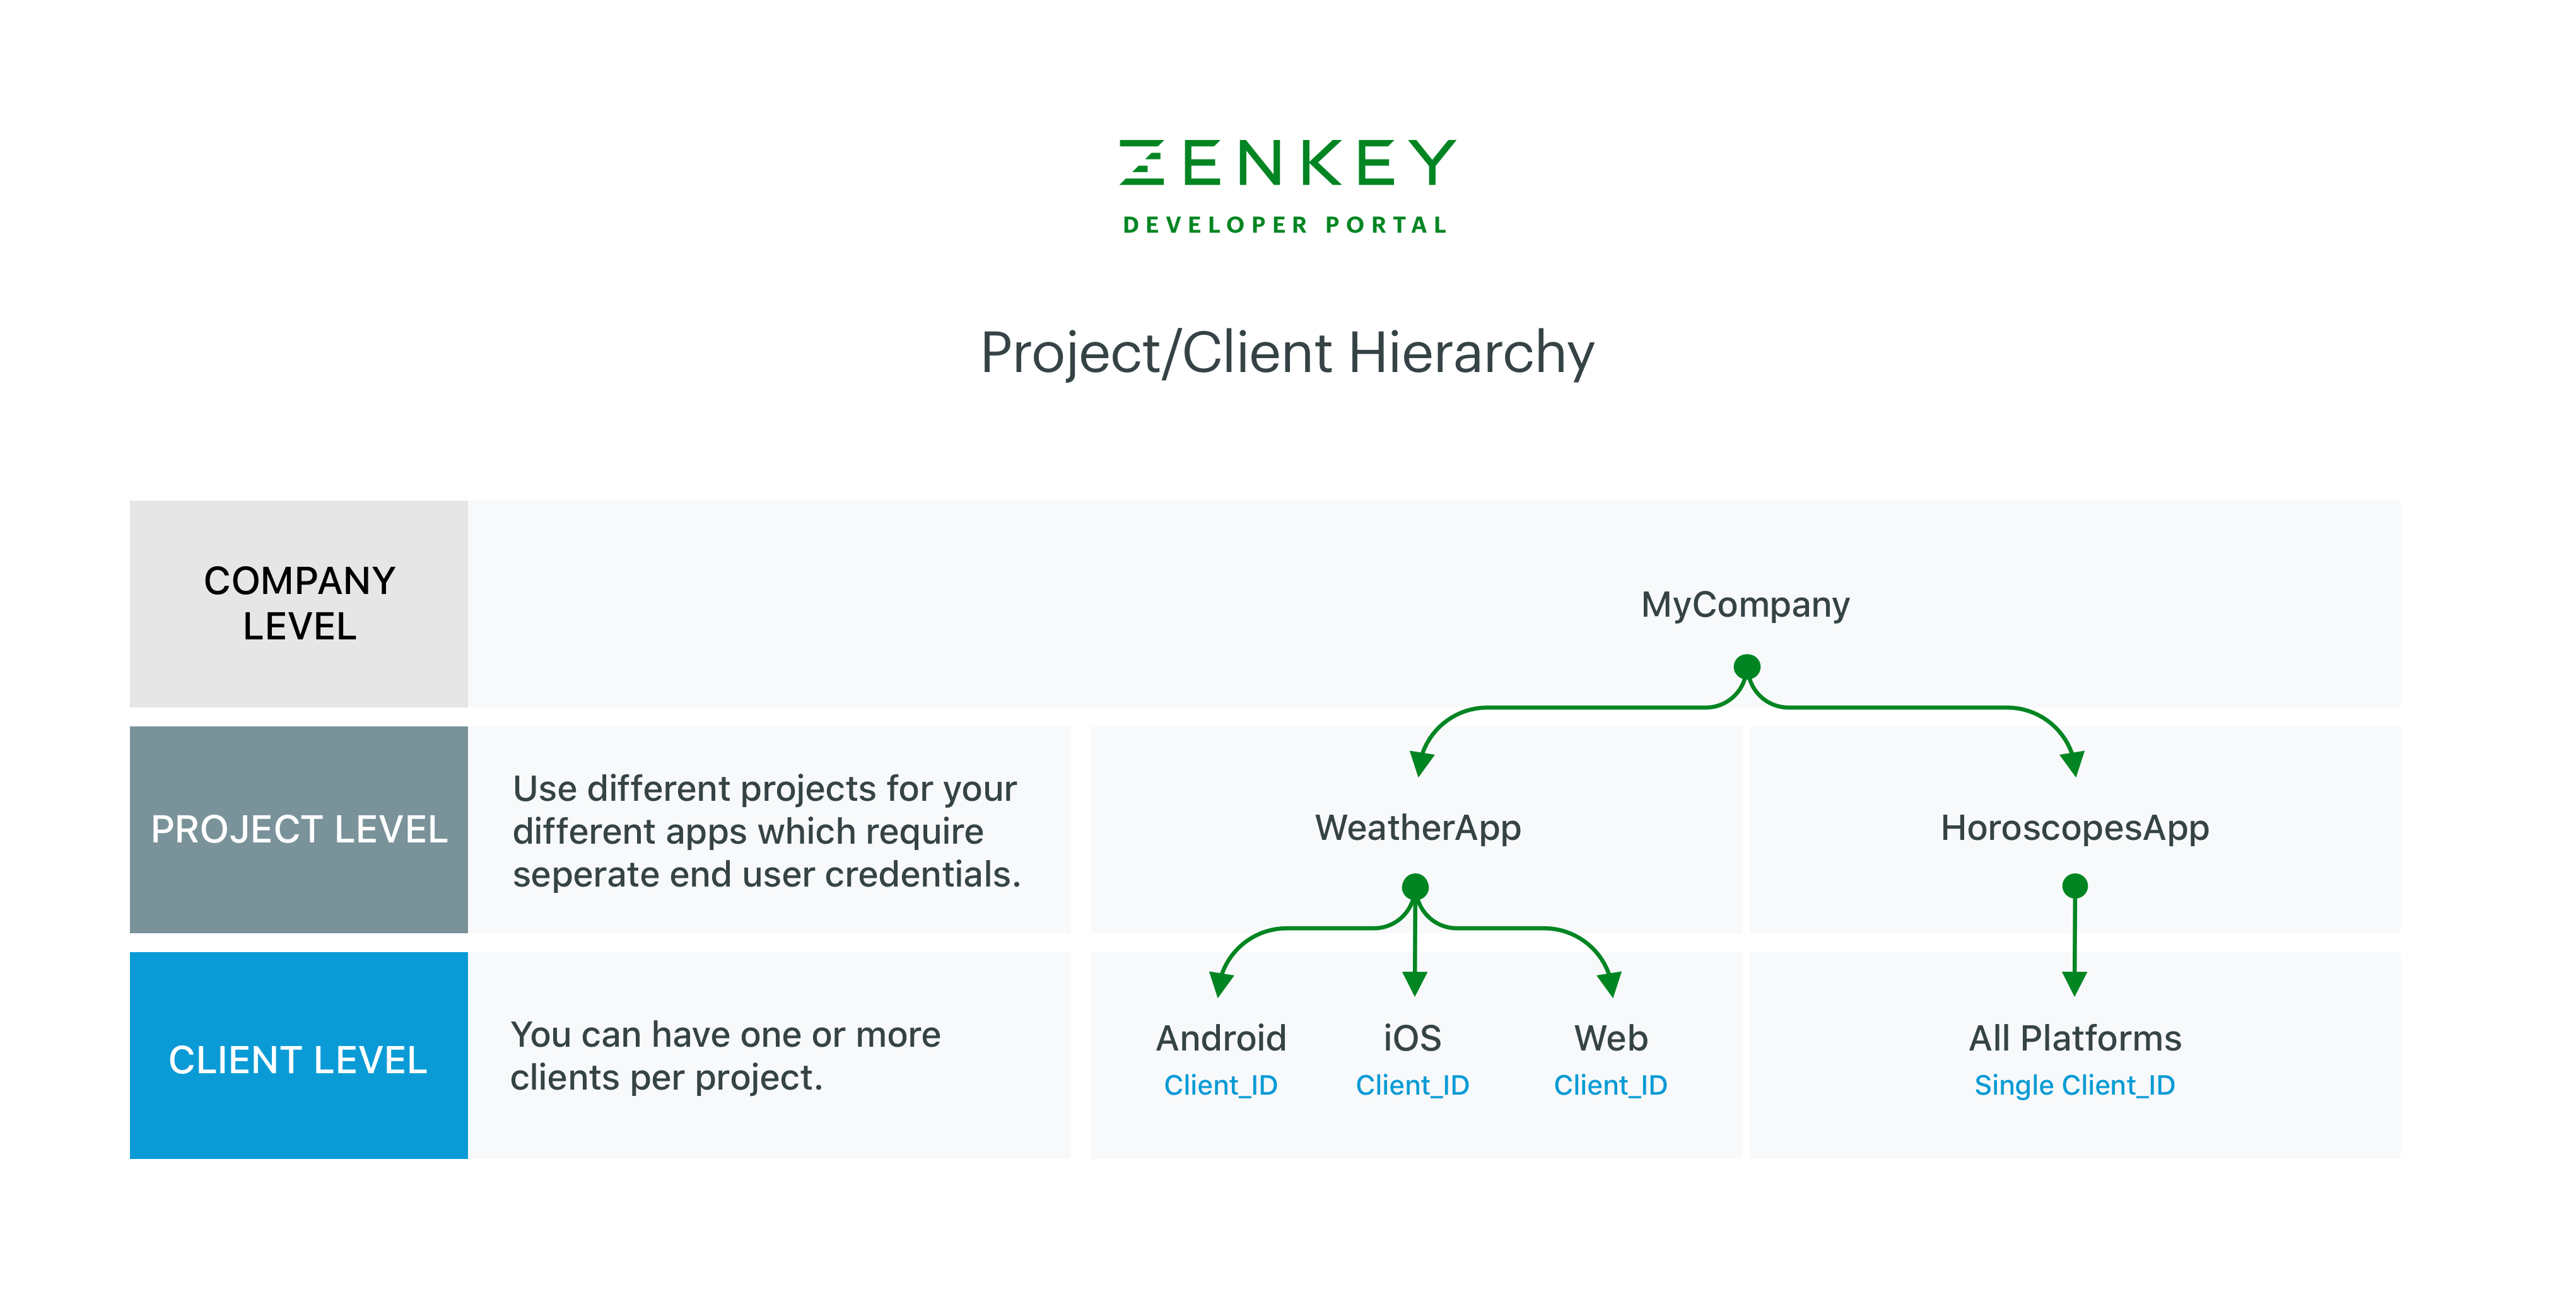 ZENKEY
DEVELOPER PORTAL
Project/Client Hierarchy
COMPANY
LEVEL
MyCompany
PROJECT LEVEL
Use different projects for your
different apps which require
seperate end user credentials.
WeatherApp
HoroscopesApp
CLIENT LEVEL
You can have one or more
clients per project.
Android
iOS
Web
All Platforms
Client_ID
Client_ID
Client_ID
Single Client_ID